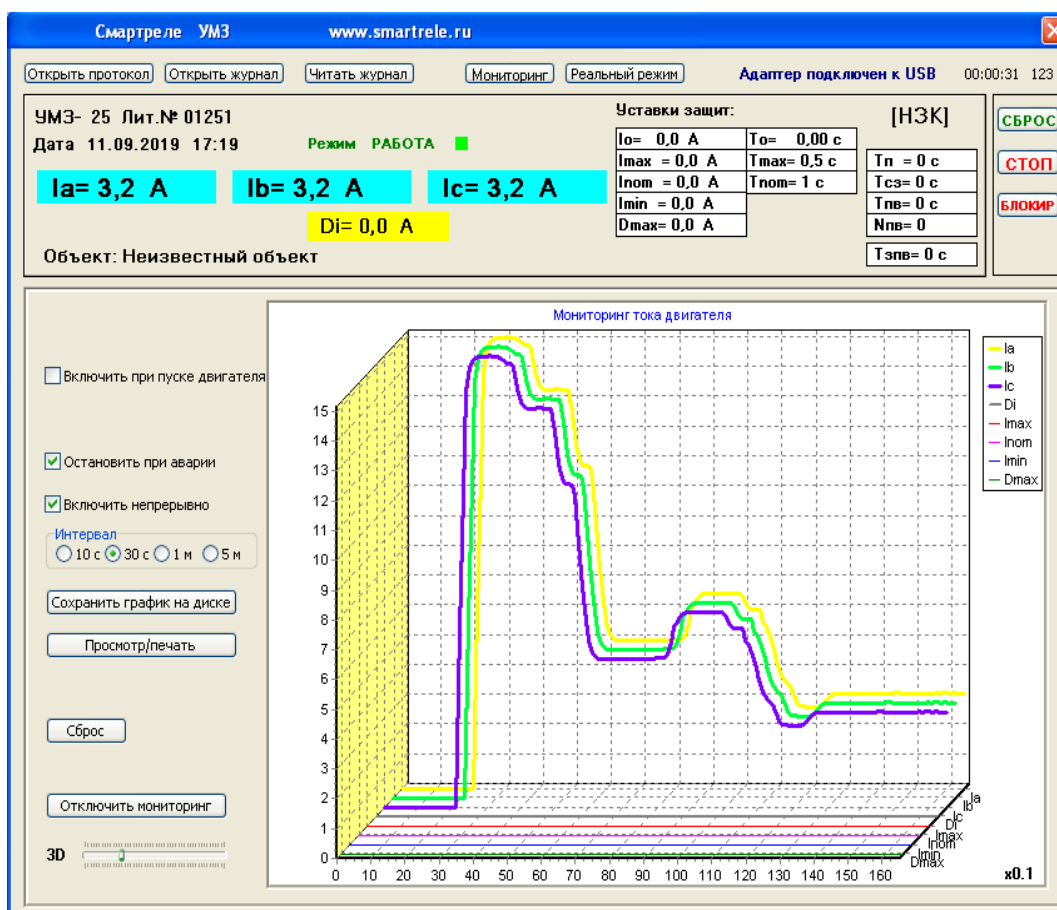 Смартреле УМЗ www.smartrele.ru
Открыть протокол Открыть журнал Читать журнал Мониторинг Реальный режим Адаптер подключен к USB 00:00:31 123
УМЗ- 25 Лит.№ 01251
Дата 11.09.2019 17:19 Режим РАБОТА
Ia= 3,2 A Ib= 3,2 A Ic= 3,2 A
Di= 0,0 A
Объект: Неизвестный объект
Уставки защит:
Io= 0,0 A To= 0,00 c
Imax = 0,0 A Tmax= 0,5 c
Inom = 0,0 A Tnom= 1 c
Imin = 0,0 A
Dmax= 0,0 A
[НЗК]
Тп = 0 с
Тсз= 0 с
Тпв= 0 с
Nпв= 0
Тзпв= 0 с
СБРОС
СТОП
БЛОКИР
Включить при пуске двигателя
Остановить при аварии
Включить непрерывно
Интервал
10 с 30 с 1 м 5 м
Сохранить график на диске
Просмотр/печать
Сброс
Отключить мониторинг
3D
Мониторинг тока двигателя
15
14
13
12
11
10
9
8
7
6
5
4
3
2
1
0
0 10 20 30 40 50 60 70 80 90 100 110 120 130 140 150 160
x0.1
Ia
Ib
Ic
Di
Imax
Inom
Imin
Dmax
Ia
Ib
Ic
Di
Imax
Inom
Imin
Dmax